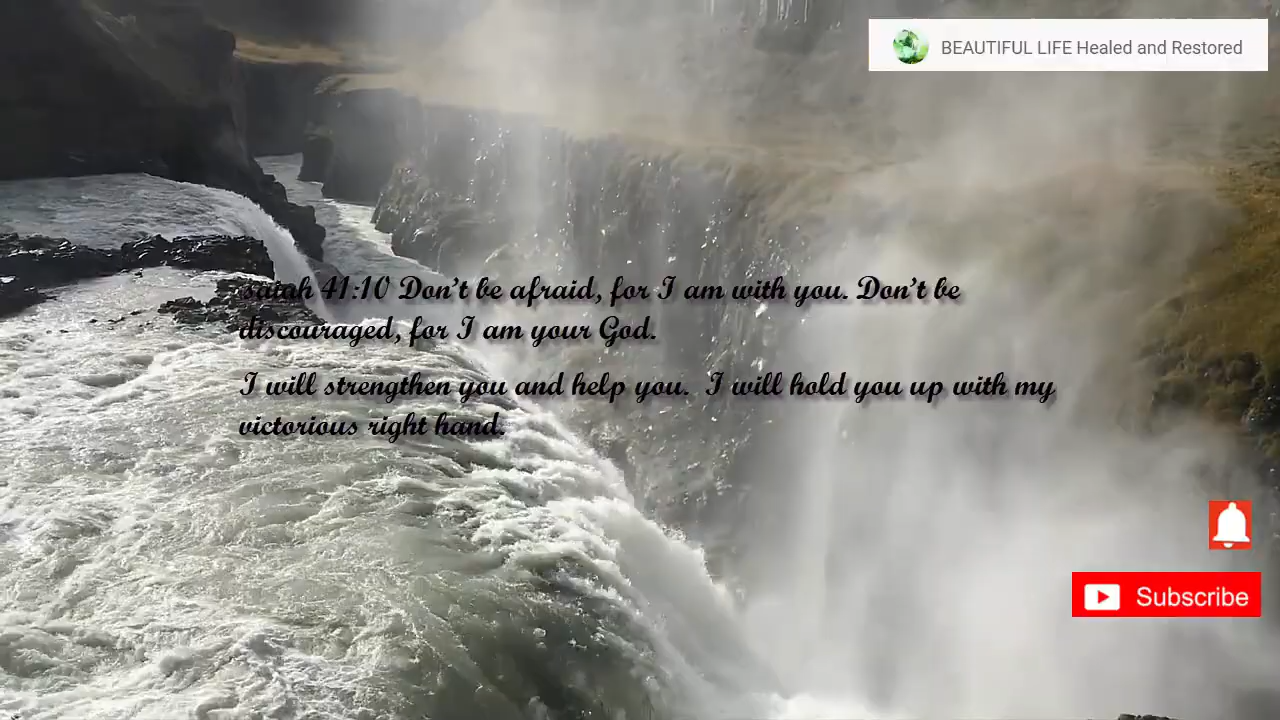 BEAUTIFUL LIFE Healed and Restored
Isaiah 41:10 Don't be afraid, for I am with you. Don't be
discouraged, for I am your God.
I will strengthen you and help you. I will hold you up with my
victorious right hand.
Subscribe